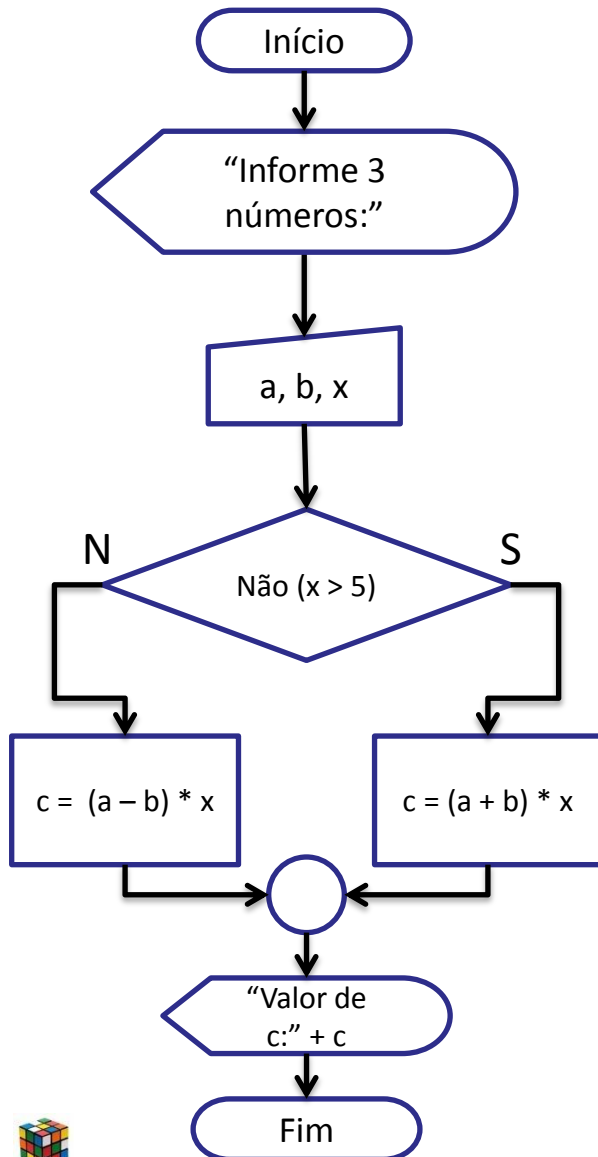 Início
“Informe 3
números:”
a, b, x
N
S
Não (x > 5)
c = (a – b) * x
c = (a + b) * x
“Valor de
c:” + c
Fim